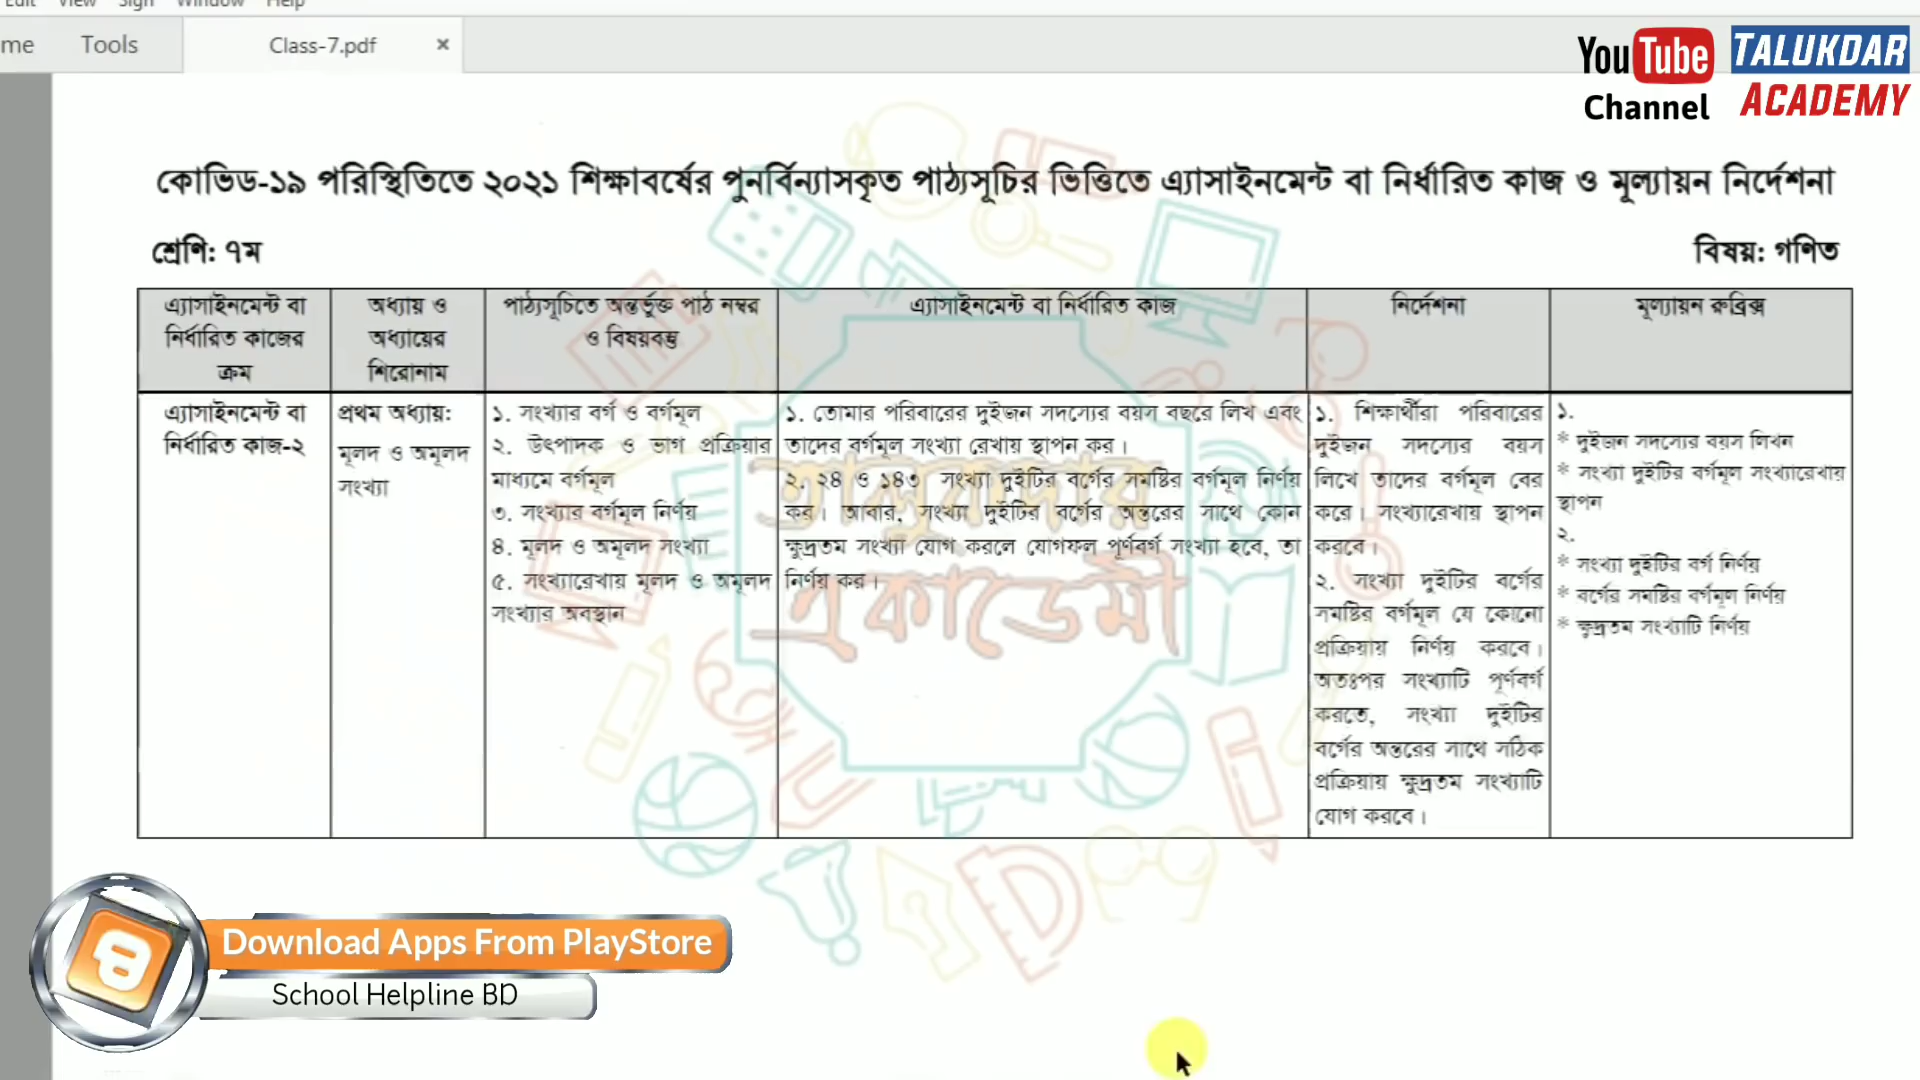 Edit View Sign Window Help
me Tools Class-7.pdf ×
YouTube TALUKDAR
Channel ACADEMY
কোভিড-১৯ পরিস্থিতিতে ২০২১ শিক্ষাবর্ষের পুনর্বিন্যাসকৃত পাঠ্যসূচির ভিত্তিতে এ্যাসাইনমেন্ট বা নির্ধারিত কাজ ও মূল্যায়ন নির্দেশনা
শ্রেণি: ৭ম
বিষয়: গণিত
এ্যাসাইনমেন্ট বা
নির্ধারিত কাজের
ক্রম
অধ্যায় ও
অধ্যায়ের
শিরোনাম
পাঠ্যসূচিতে অন্তর্ভুক্ত পাঠ নম্বর
ও বিষয়বস্তু
এ্যাসাইনমেন্ট বা নির্ধারিত কাজ
নির্দেশনা
মূল্যায়ন রুব্রিক্স
এ্যাসাইনমেন্ট বা
নির্ধারিত কাজ-২
প্রথম অধ্যায়:
মূলদ ও অমূলদ
সংখ্যা
১. সংখ্যার বর্গ ও বর্গমূল
২. উৎপাদক ও ভাগ প্রক্রিয়ার
মাধ্যমে বর্গমূল
৩. সংখ্যার বর্গমূল নির্ণয়
৪. মূলদ ও অমূলদ সংখ্যা
৫. সংখ্যারেখায় মূলদ ও অমূলদ
সংখ্যার অবস্থান
১. তোমার পরিবারের দুইজন সদস্যের বয়স বছরে লিখ এবং
তাদের বর্গমূল সংখ্যা রেখায় স্থাপন কর।
২. ২৪ ও ১৪৩ সংখ্যা দুইটির বর্গের সমষ্টির বর্গমূল নির্ণয়
কর। আবার, সংখ্যা দুইটির বর্গের অন্তরের সাথে কোন
ক্ষুদ্রতম সংখ্যা যোগ করলে যোগফল পূর্ণবর্গ সংখ্যা হবে, তা
নির্ণয় কর।
১. শিক্ষার্থীরা পরিবারের
দুইজন সদস্যের বয়স
লিখে তাদের বর্গমূল বের
করে। সংখ্যারেখায় স্থাপন
করবে।
২. সংখ্যা দুইটির বর্গের
সমষ্টির বর্গমূল যে কোনো
প্রক্রিয়ায় নির্ণয় করবে।
অতঃপর সংখ্যাটি পূর্ণবর্গ
করতে, সংখ্যা দুইটির
বর্গের অন্তরের সাথে সঠিক
প্রক্রিয়ায় ক্ষুদ্রতম সংখ্যাটি
যোগ করবে।
১.
* দুইজন সদস্যের বয়স লিখন
* সংখ্যা দুইটির বর্গমূল সংখ্যারেখায়
স্থাপন
২.
* সংখ্যা দুইটির বর্গ নির্ণয়
* বর্গের সমষ্টির বর্গমূল নির্ণয়
* ক্ষুদ্রতম সংখ্যাটি নির্ণয়
তালুকদার
একাডেমী
Download Apps From PlayStore
School Helpline BD